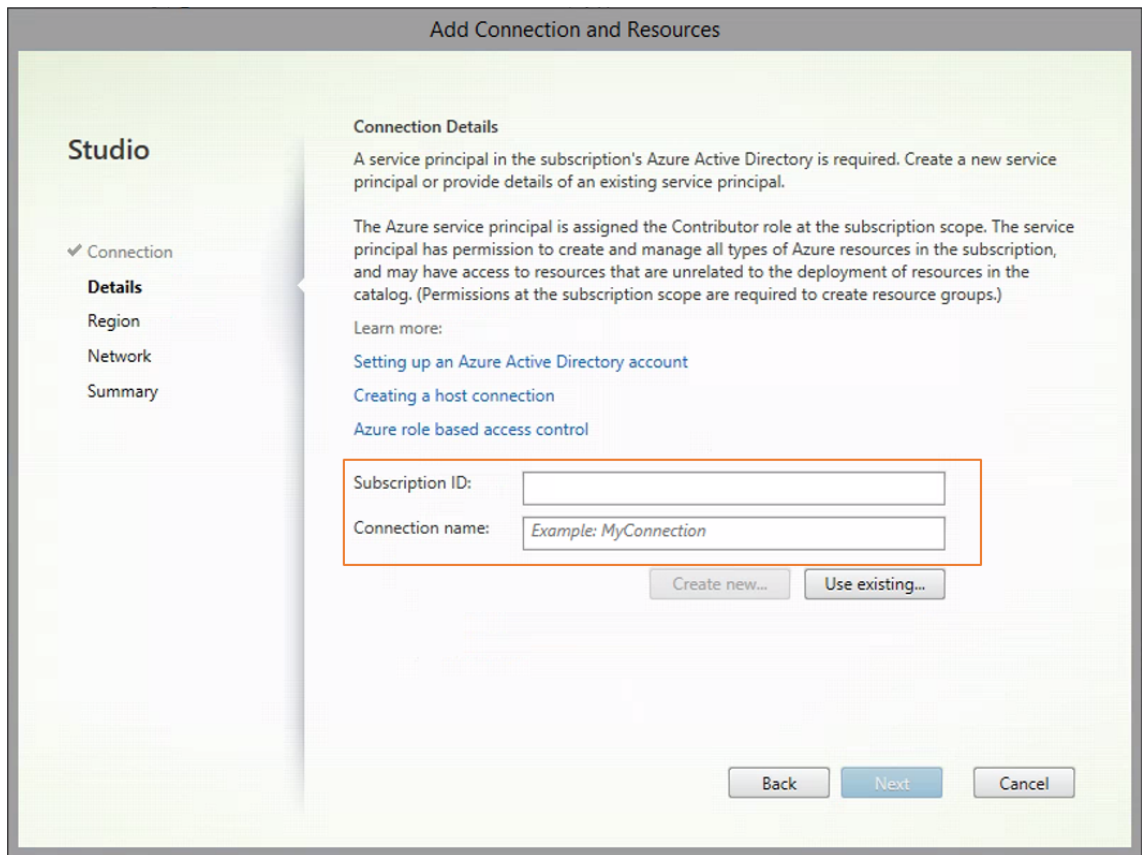 Add Connection and Resources
Studio
Connection
Details
Region
Network
Summary
Connection Details
A service principal in the subscription's Azure Active Directory is required. Create a new service
principal or provide details of an existing service principal.
The Azure service principal is assigned the Contributor role at the subscription scope. The service
principal has permission to create and manage all types of Azure resources in the subscription,
and may have access to resources that are unrelated to the deployment of resources in the
catalog. (Permissions at the subscription scope are required to create resource groups.)
Learn more:
Setting up an Azure Active Directory account
Creating a host connection
Azure role based access control
Subscription ID:
Connection name: Example: MyConnection
Create new... Use existing...
Back Next Cancel